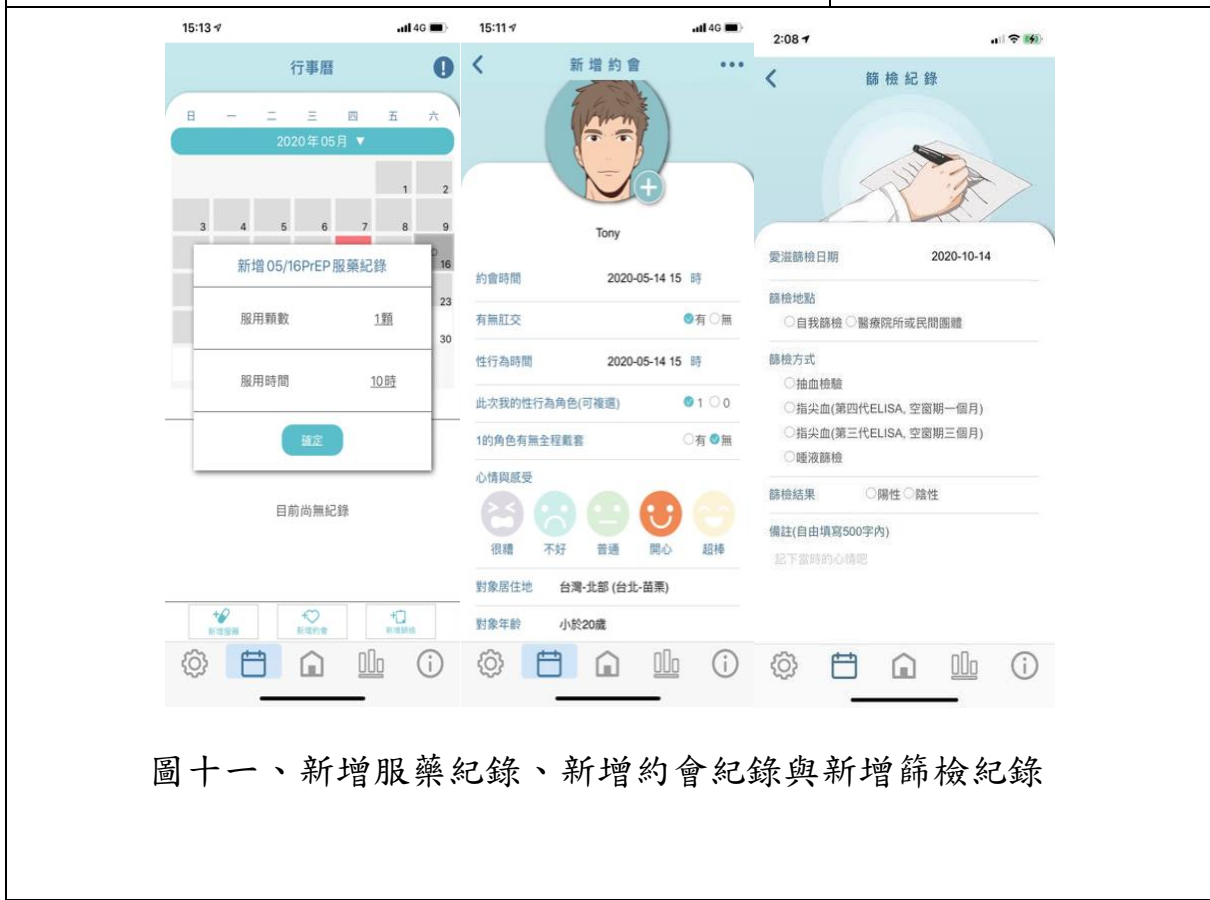 15:13
4G
行事曆
日 一 二 三 四 五 六
2020年05月 ▼
1 2
3 4 5 6 7 8 9
16
23
30
新增05/16PrEP服藥紀錄
服用顆數 1顆
服用時間 10時
確定
目前尚無紀錄
新增服藥 新增約會 新增篩檢
15:11
4G
新增約會
Tony
約會時間 2020-05-14 15 時
有無肛交 有 無
性行為時間 2020-05-14 15 時
此次我的性行為角色(可複選) 1 0
1的角色有無全程戴套 有 無
心情與感受
很糟 不好 普通 開心 超棒
對象居住地 台灣-北部 (台北-苗栗)
對象年齡 小於20歲
2:08
篩檢紀錄
愛滋篩檢日期 2020-10-14
篩檢地點
自我篩檢 醫療院所或民間團體
篩檢方式
抽血檢驗
指尖血(第四代ELISA, 空窗期一個月)
指尖血(第三代ELISA, 空窗期三個月)
唾液篩檢
篩檢結果 陽性 陰性
備註(自由填寫500字內)
記下當時的心情吧
圖十一、新增服藥紀錄、新增約會紀錄與新增篩檢紀錄